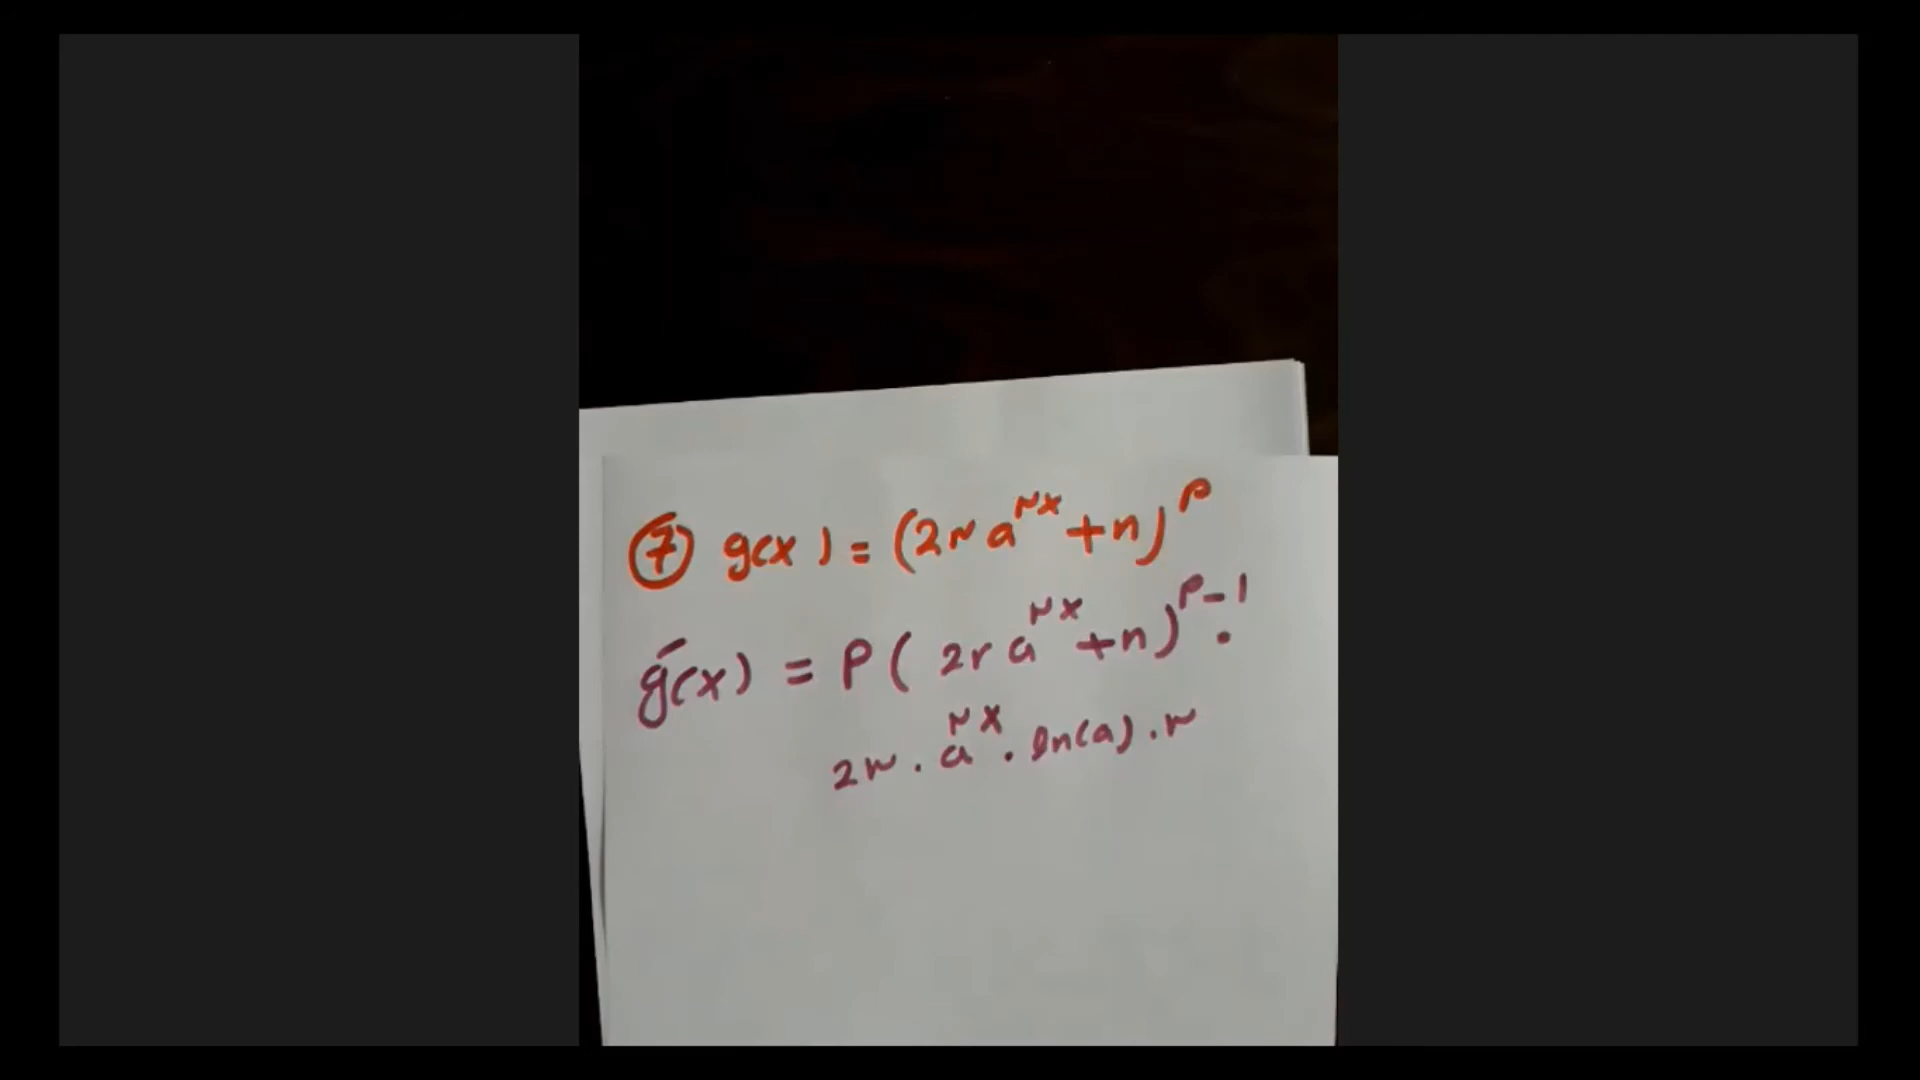 ⑦ g(x) = (2r a^{rx} + n)^p
g'(x) = P( 2r a^{rx} + n)^{p-1} .
2r . a^{rx} . ln(a) . r